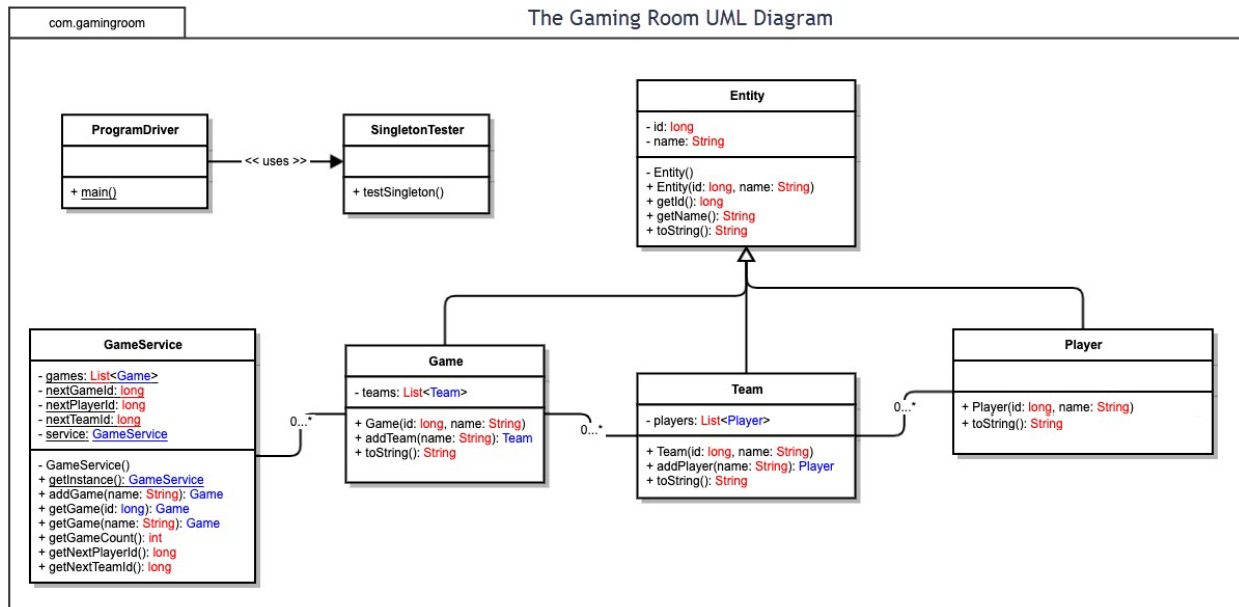 com.gamingroom
The Gaming Room UML Diagram
ProgramDriver
+ main()
<< uses >>
SingletonTester
+ testSingleton()
Entity
- id: long
- name: String
- Entity()
+ Entity(id: long, name: String)
+ getId(): long
+ getName(): String
+ toString(): String
GameService
- games: List<Game>
- nextGameId: long
- nextPlayerId: long
- nextTeamId: long
- service: GameService
- GameService()
+ getInstance(): GameService
+ addGame(name: String): Game
+ getGame(id: long): Game
+ getGame(name: String): Game
+ getGameCount(): int
+ getNextPlayerId(): long
+ getNextTeamId(): long
0...*
Game
- teams: List<Team>
+ Game(id: long, name: String)
+ addTeam(name: String): Team
+ toString(): String
0...*
Team
- players: List<Player>
+ Team(id: long, name: String)
+ addPlayer(name: String): Player
+ toString(): String
0...*
Player
+ Player(id: long, name: String)
+ toString(): String